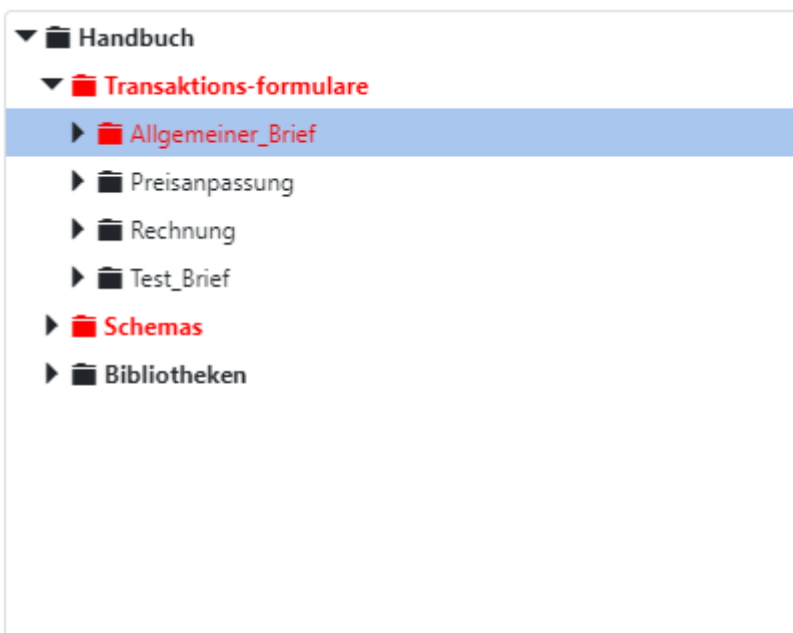 Handbuch
Transaktions-formulare
Allgemeiner_Brief
Preisanpassung
Rechnung
Test_Brief
Schemas
Bibliotheken